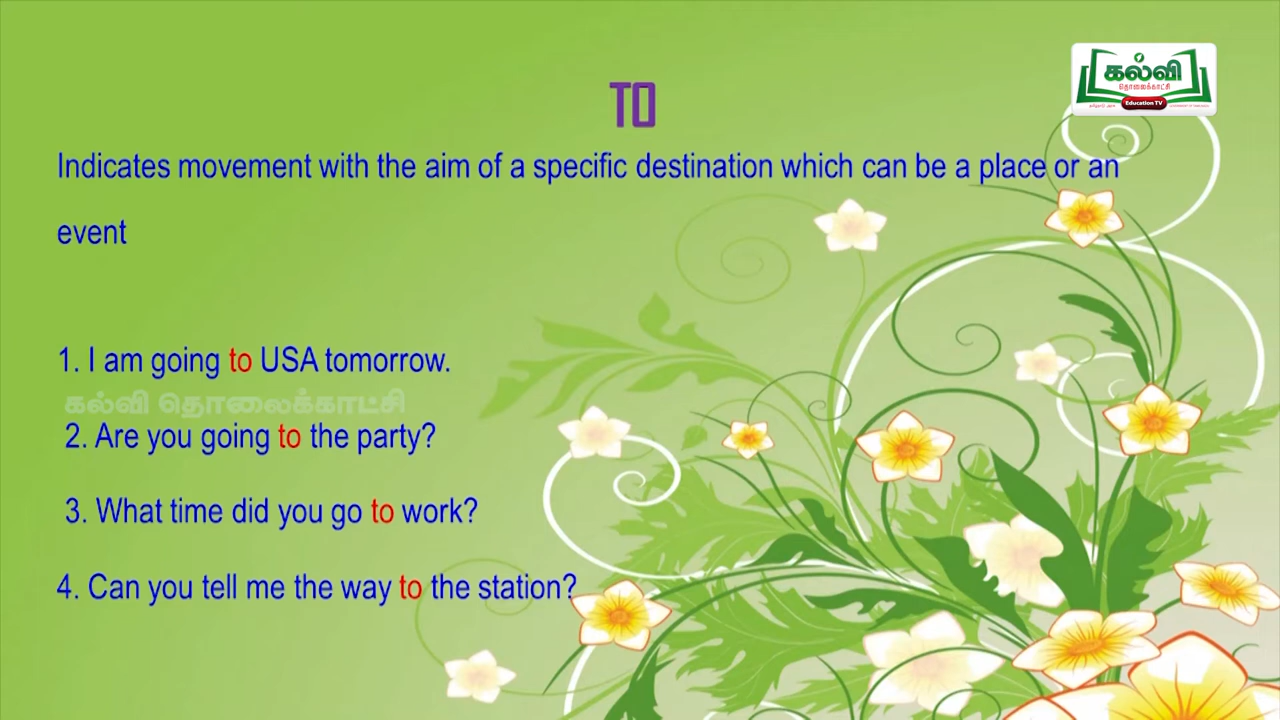 கல்வி
தொலைக்காட்சி
Education TV
TO
Indicates movement with the aim of a specific destination which can be a place or an
event
1. I am going to USA tomorrow.
கல்வி தொலைக்காட்சி
2. Are you going to the party?
3. What time did you go to work?
4. Can you tell me the way to the station?